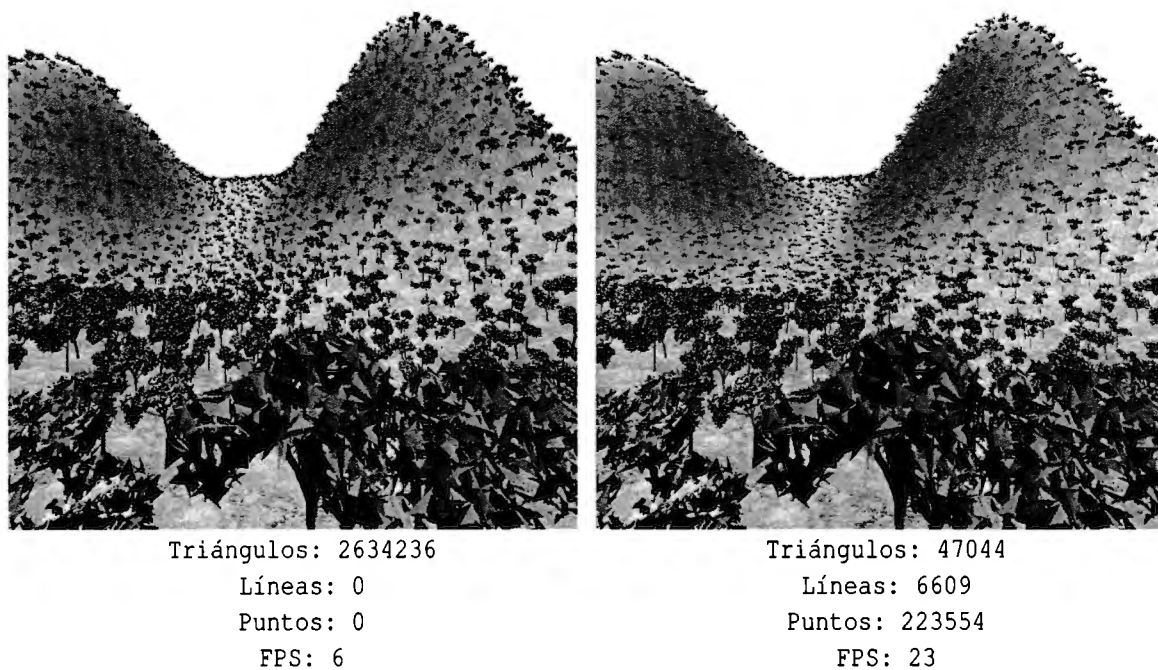 Triángulos: 2634236
Líneas: 0
Puntos: 0
FPS: 6
Triángulos: 47044
Líneas: 6609
Puntos: 223554
FPS: 23